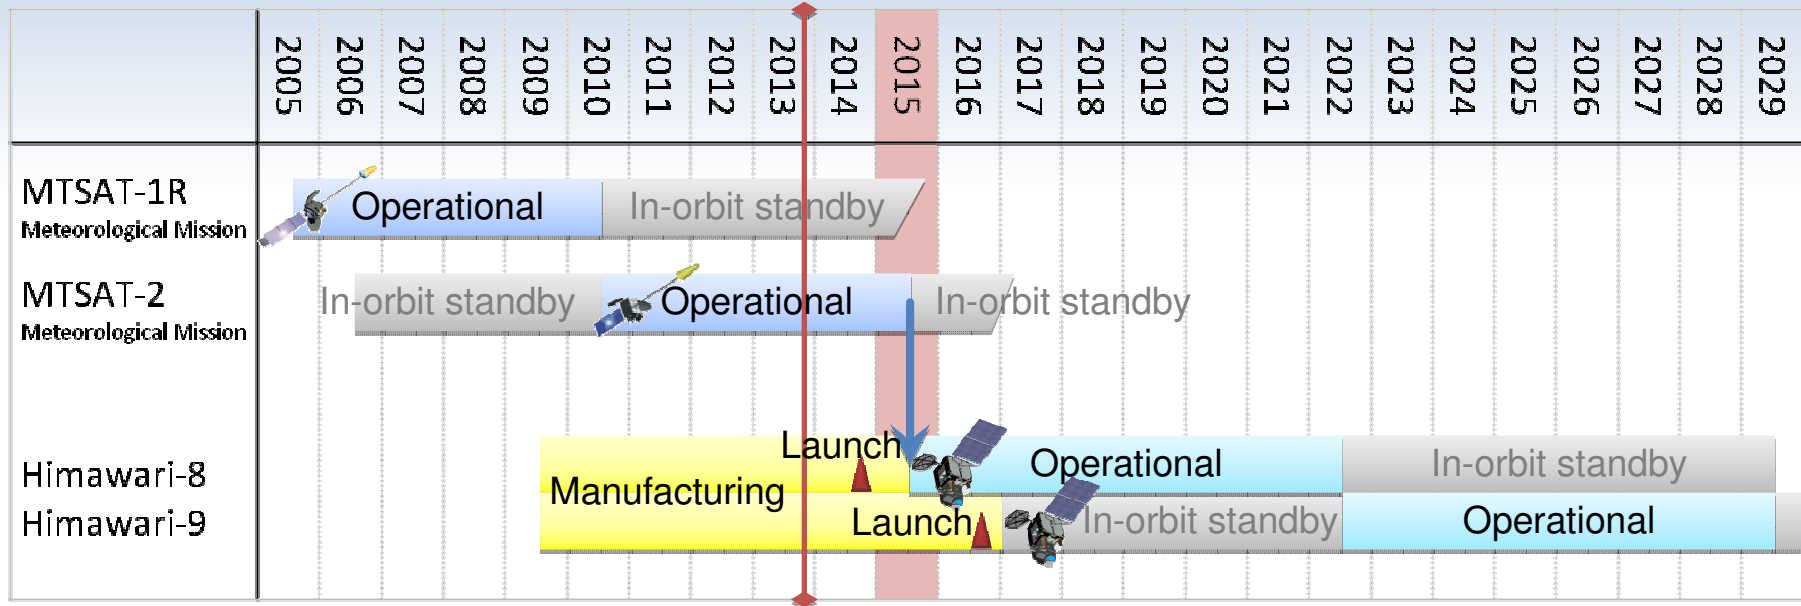 2005 2006 2007 2008 2009 2010 2011 2012 2013 2014 2015 2016 2017 2018 2019 2020 2021 2022 2023 2024 2025 2026 2027 2028 2029
MTSAT-1R
Meteorological Mission
Operational
In-orbit standby
MTSAT-2
Meteorological Mission
In-orbit standby
Operational
In-orbit standby
Himawari-8
Himawari-9
Manufacturing
Launch
Operational
In-orbit standby
Launch
In-orbit standby
Operational